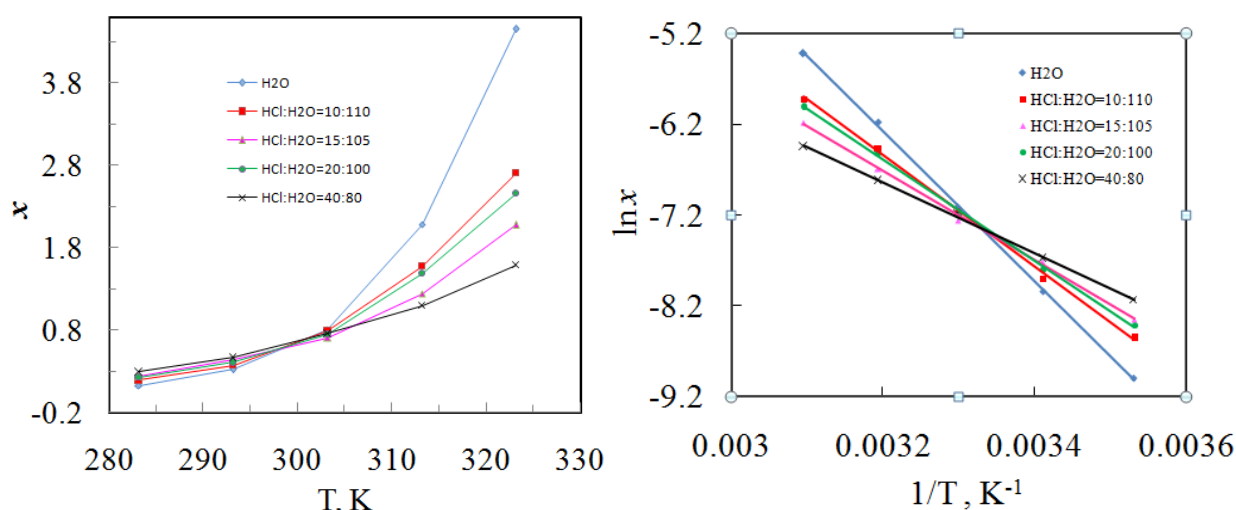 3.8
2.8
1.8
0.8
-0.2
x
H2O
HCl:H2O=10:110
HCl:H2O=15:105
HCl:H2O=20:100
HCl:H2O=40:80
280 290 300 310 320 330
T, K
-5.2
-6.2
-7.2
-8.2
-9.2
lnx
H2O
HCl:H2O=10:110
HCl:H2O=15:105
HCl:H2O=20:100
HCl:H2O=40:80
0.003 0.0032 0.0034 0.0036
1/T , K⁻¹